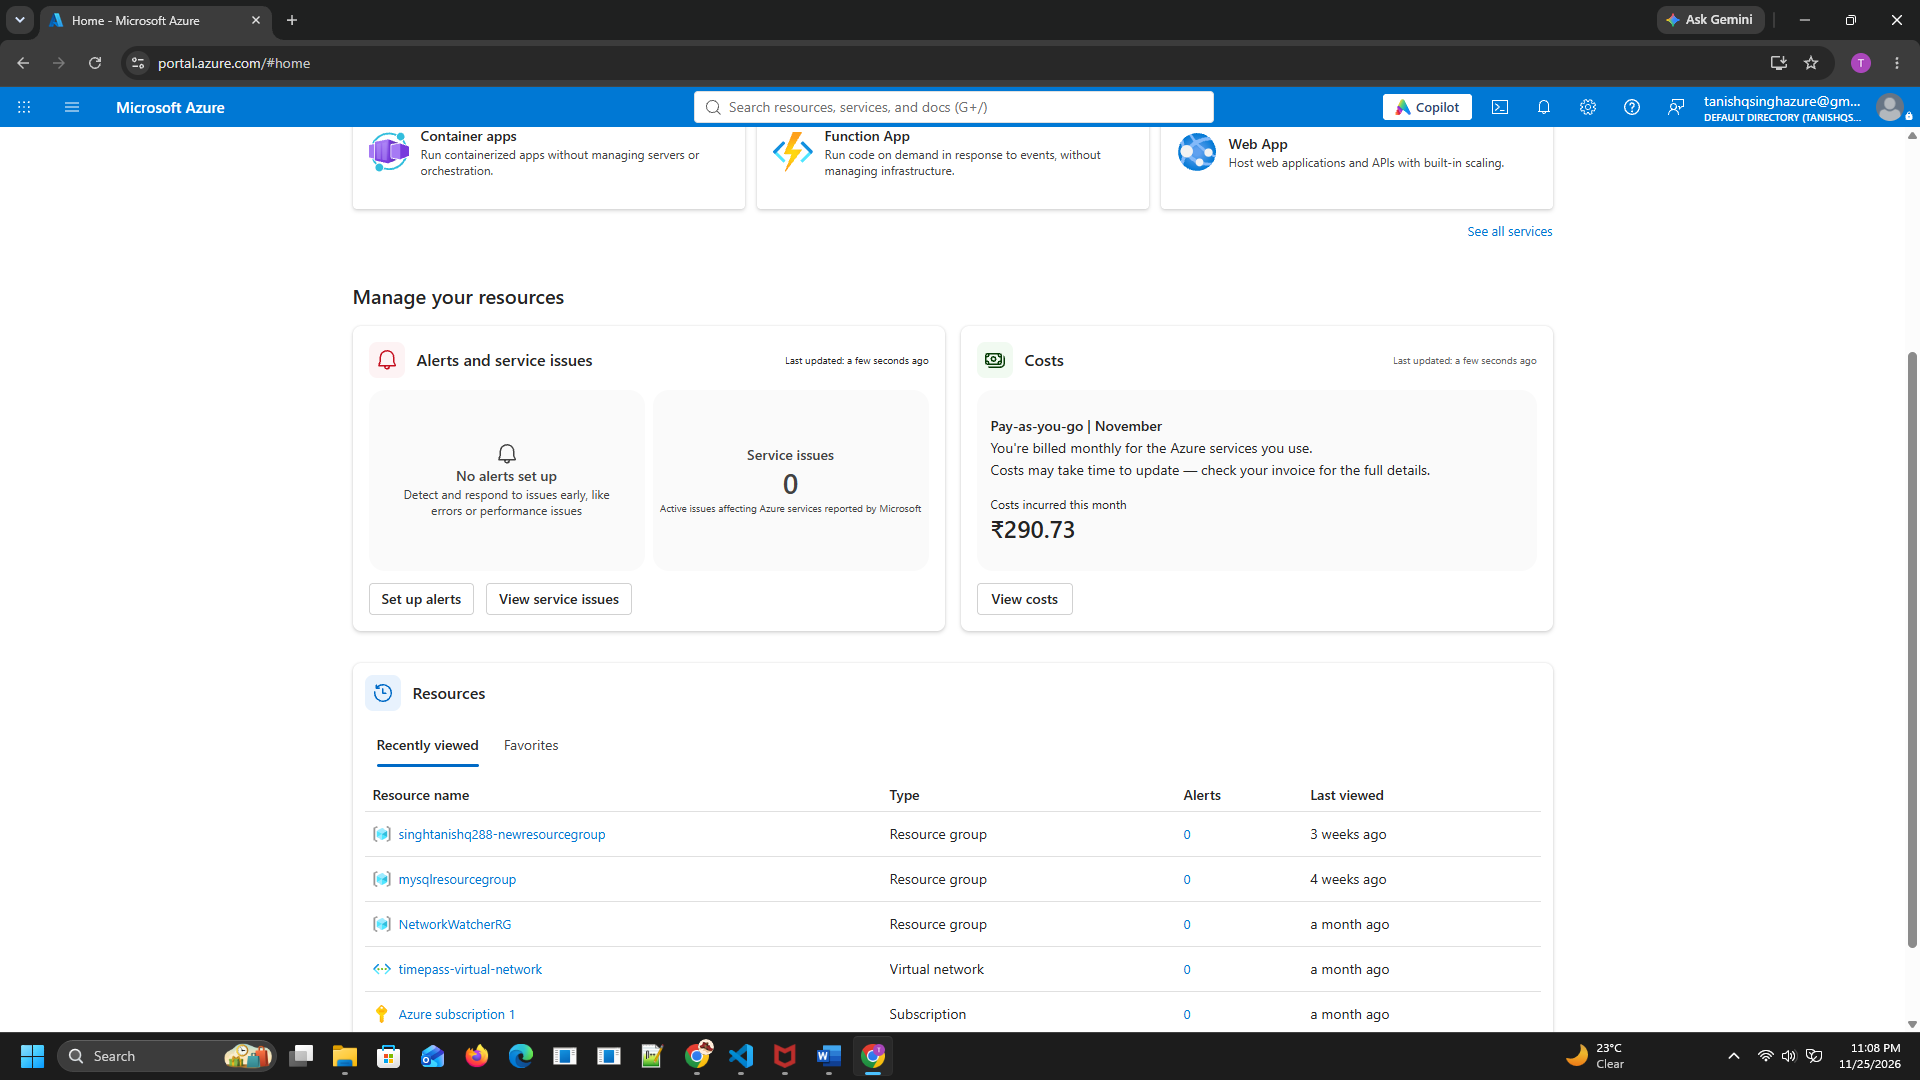 Home - Microsoft Azure
Ask Gemini
portal.azure.com/#home
T
Microsoft Azure
Search resources, services, and docs (G+/)
Copilot
tanishqsinghazure@gm...
DEFAULT DIRECTORY (TANISHQS...
Container apps
Run containerized apps without managing servers or
orchestration.
Function App
Run code on demand in response to events, without
managing infrastructure.
Web App
Host web applications and APIs with built-in scaling.
See all services
Manage your resources
Alerts and service issues
Last updated: a few seconds ago
No alerts set up
Detect and respond to issues early, like
errors or performance issues
Service issues
0
Active issues affecting Azure services reported by Microsoft
Set up alerts
View service issues
Costs
Last updated: a few seconds ago
Pay-as-you-go | November
You're billed monthly for the Azure services you use.
Costs may take time to update — check your invoice for the full details.
Costs incurred this month
₹290.73
View costs
Resources
Recently viewed
Favorites
Resource name Type Alerts Last viewed
singhtanishq288-newresourcegroup Resource group 0 3 weeks ago
mysqlresourcegroup Resource group 0 4 weeks ago
NetworkWatcherRG Resource group 0 a month ago
timepass-virtual-network Virtual network 0 a month ago
Azure subscription 1 Subscription 0 a month ago
Search
23°C
Clear
11:08 PM
11/25/2026